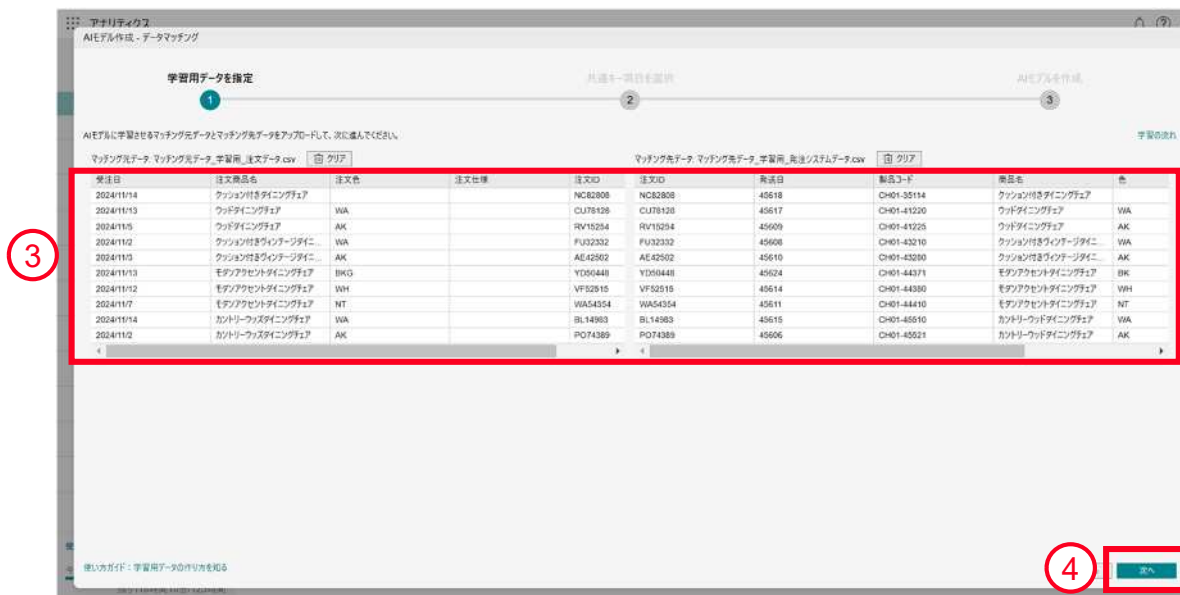 アナリティクス
AIモデル作成 - データマッチング
学習用データを指定
共通キー項目を選択
AIモデルを作成
1
2
3
AIモデルに学習させるマッチング元データとマッチング先データをアップロードして、次に進んでください。
学習の流れ
マッチング元データ: マッチング元データ_学習用_注文データ.csv クリア
マッチング先データ: マッチング先データ_学習用_発注システムデータ.csv クリア
受注日 注文商品名 注文色 注文仕様 注文ID 注文ID 発送日 製品コード 商品名 色
2024/11/14 クッション付きダイニングチェア NC82808 NC82808 45618 CH01-35114 クッション付きダイニングチェア
2024/11/13 ウッドダイニングチェア WA CU78128 CU78128 45617 CH01-41220 ウッドダイニングチェア WA
2024/11/5 ウッドダイニングチェア AK RV15254 RV15254 45609 CH01-41225 ウッドダイニングチェア AK
2024/11/2 クッション付きヴィンテージダイニ... WA FU32332 FU32332 45608 CH01-43210 クッション付きヴィンテージダイニ... WA
2024/11/5 クッション付きヴィンテージダイニ... AK AE42502 AE42502 45610 CH01-43280 クッション付きヴィンテージダイニ... AK
2024/11/13 モダンアクセントダイニングチェア BKG YD50448 YD50448 45624 CH01-44371 モダンアクセントダイニングチェア BK
2024/11/12 モダンアクセントダイニングチェア WH VF52515 VF52515 45614 CH01-44380 モダンアクセントダイニングチェア WH
2024/11/7 モダンアクセントダイニングチェア NT WA54354 WA54354 45611 CH01-44410 モダンアクセントダイニングチェア NT
2024/11/14 カントリーウッズダイニングチェア WA BL14983 BL14983 45615 CH01-45510 カントリーウッドダイニングチェア WA
2024/11/2 カントリーウッズダイニングチェア AK PO74389 PO74389 45606 CH01-45521 カントリーウッドダイニングチェア AK
3
使い方ガイド：学習用データの作り方を知る
4
次へ